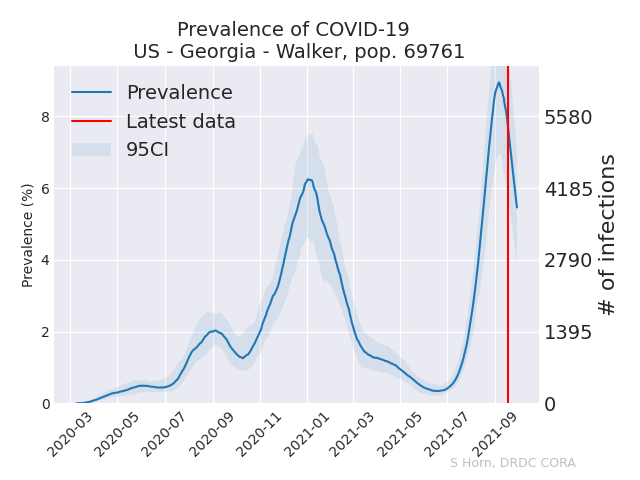 Prevalence of COVID-19
US - Georgia - Walker, pop. 69761
Prevalence
Latest data
95CI
Prevalence (%)
8
6
4
2
0
5580
4185
2790
1395
0
# of infections
2020-03
2020-05
2020-07
2020-09
2020-11
2021-01
2021-03
2021-05
2021-07
2021-09
S Horn, DRDC CORA